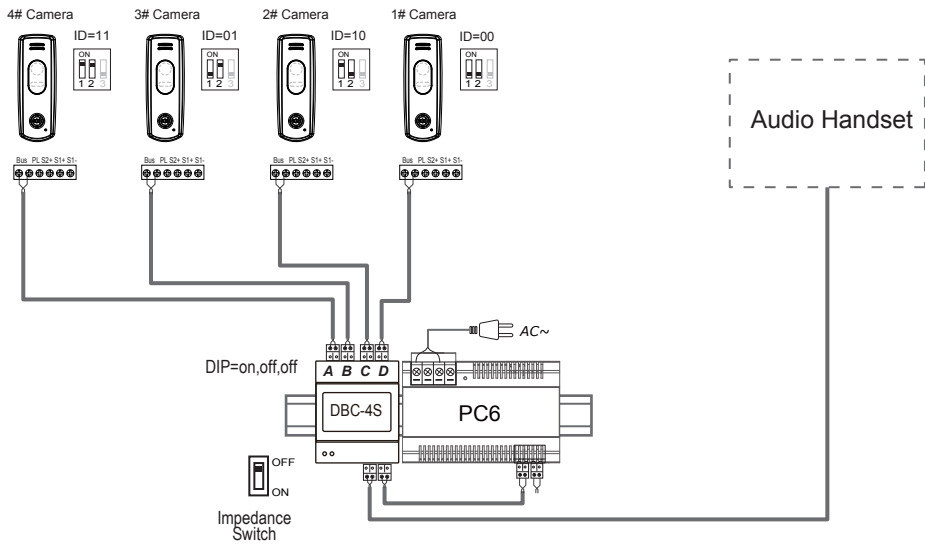 4# Camera
3# Camera
2# Camera
1# Camera
ID=11
ID=01
ID=10
ID=00
ON
1 2 3
ON
1 2 3
ON
1 2 3
ON
1 2 3
Audio Handset
Bus PL S2+ S1+ S1-
Bus PL S2+ S1+ S1-
Bus PL S2+ S1+ S1-
Bus PL S2+ S1+ S1-
AC~
DIP=on,off,off
A B C D
DBC-4S
PC6
OFF
ON
Impedance
Switch